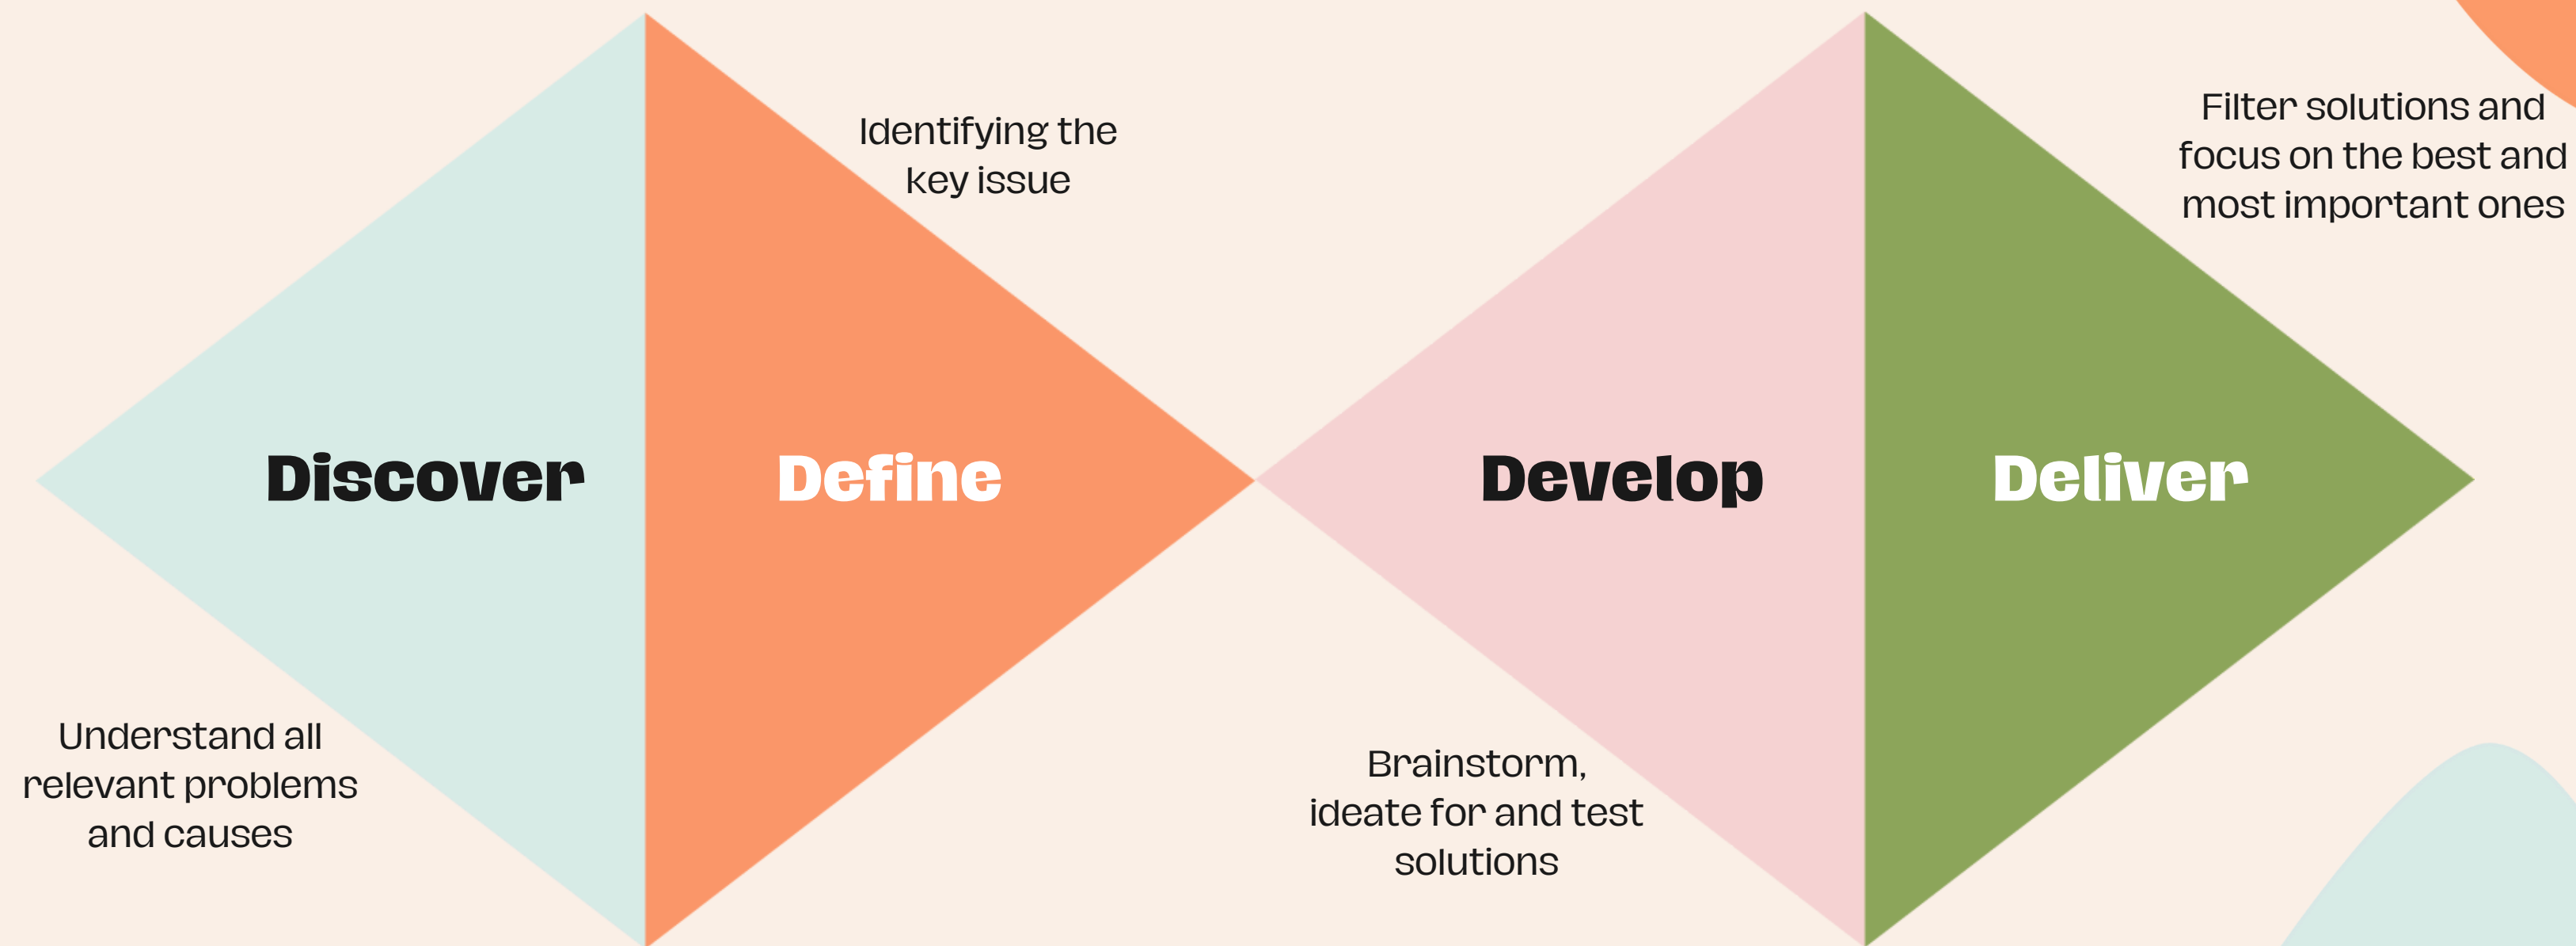 Discover
Understand all
relevant problems
and causes
Define
Identifying the
key issue
Develop
Brainstorm,
ideate for and test
solutions
Deliver
Filter solutions and
focus on the best and
most important ones